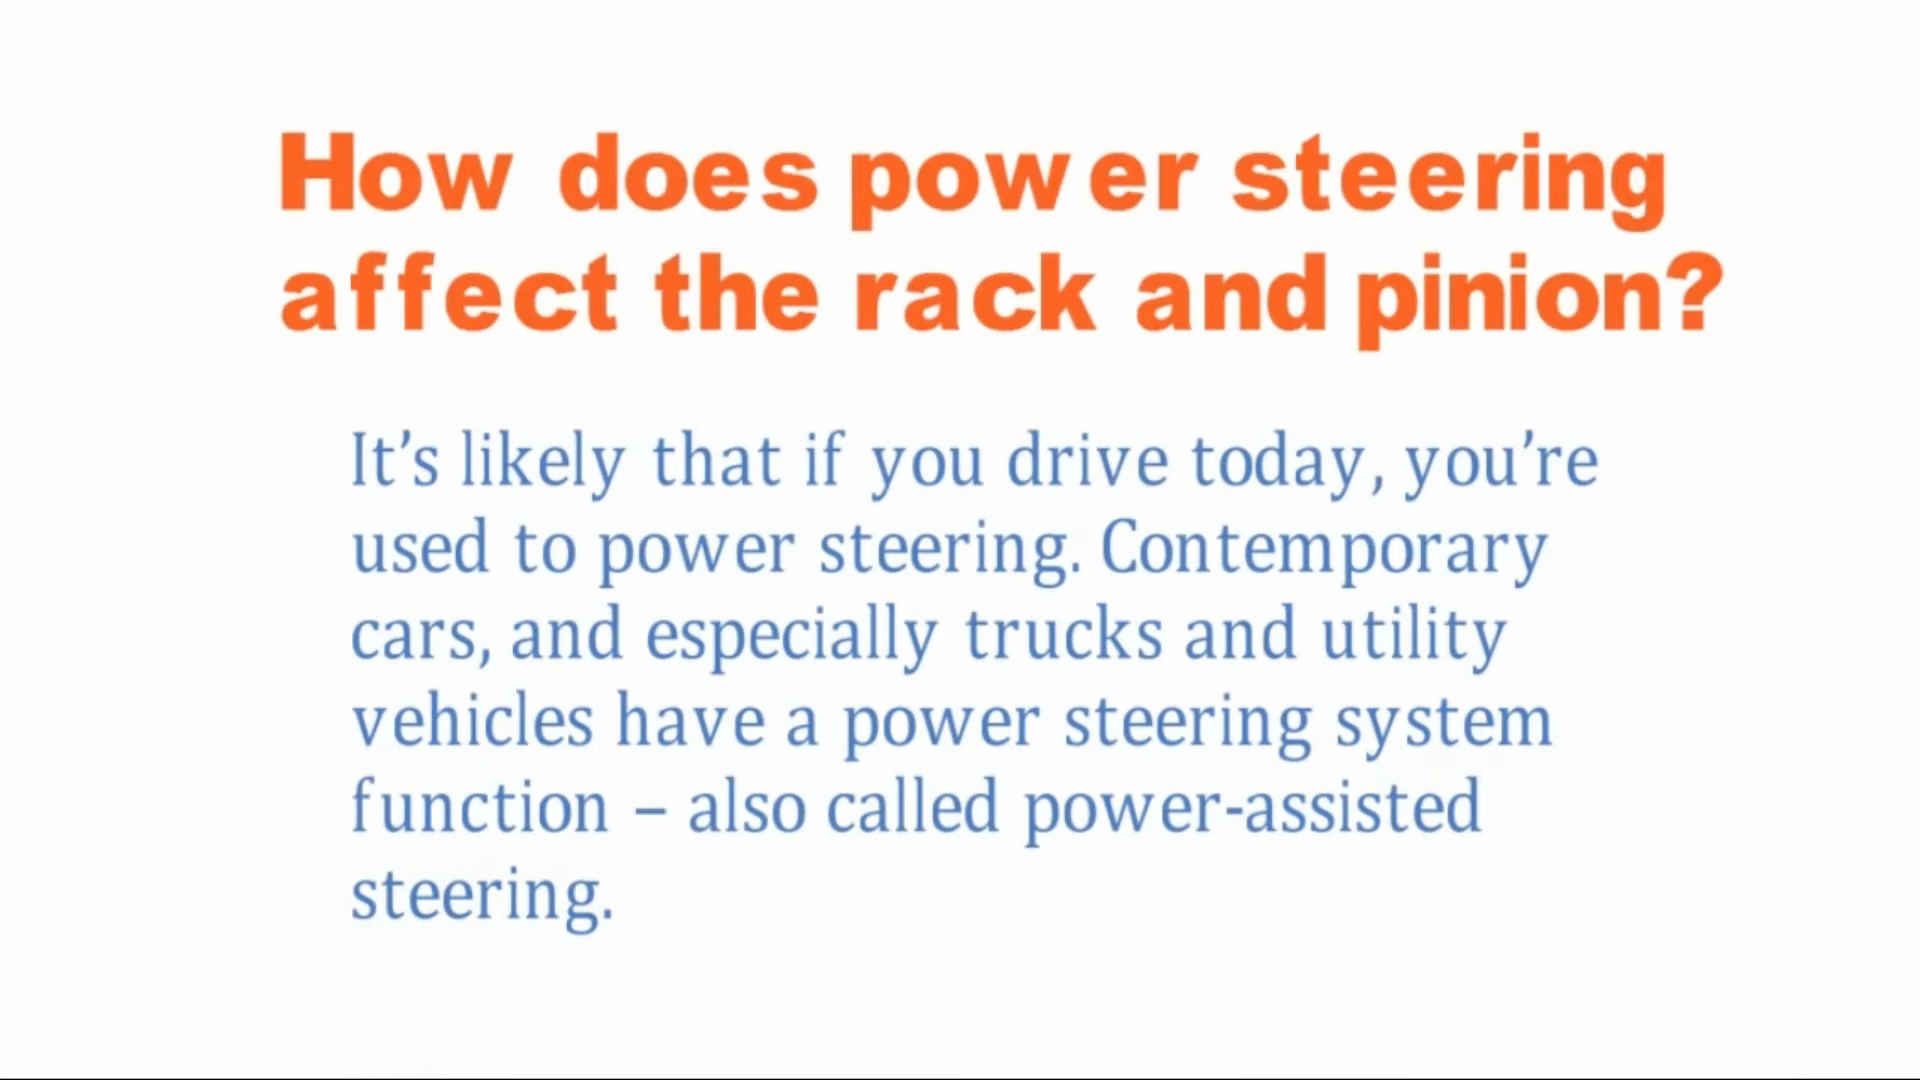 How does power steering
affect the rack and pinion?
It’s likely that if you drive today, you’re
used to power steering. Contemporary
cars, and especially trucks and utility
vehicles have a power steering system
function – also called power-assisted
steering.